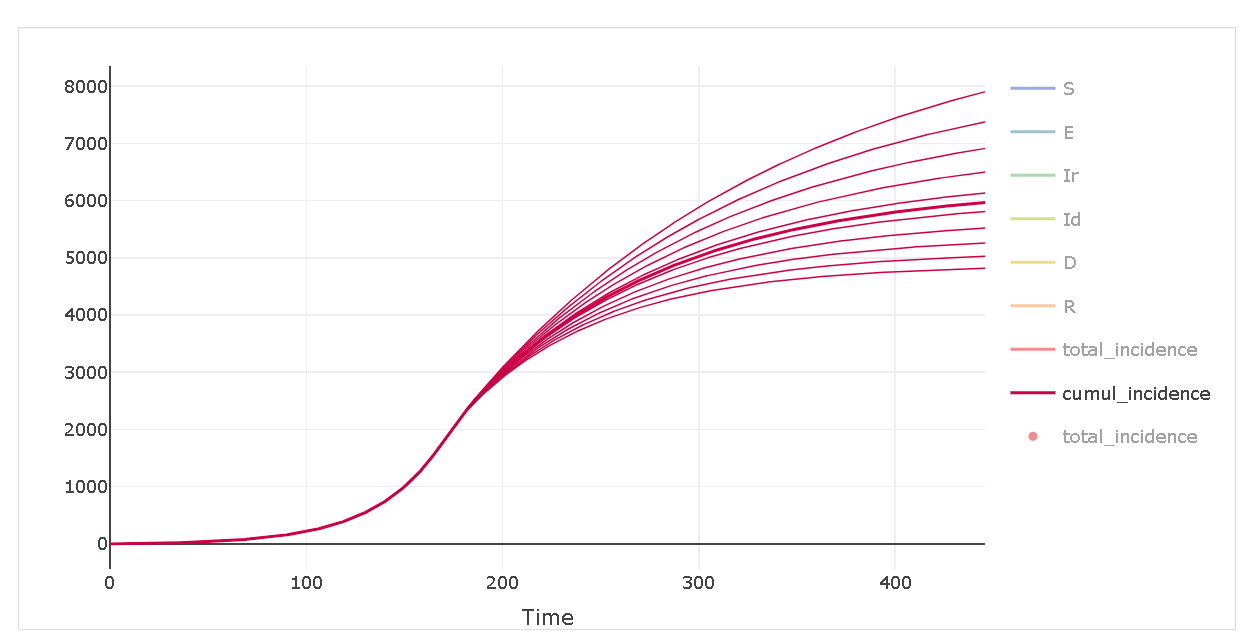 8000
7000
6000
5000
4000
3000
2000
1000
0
0 100 200 300 400
Time
S
E
Ir
Id
D
R
total_incidence
cumul_incidence
total_incidence